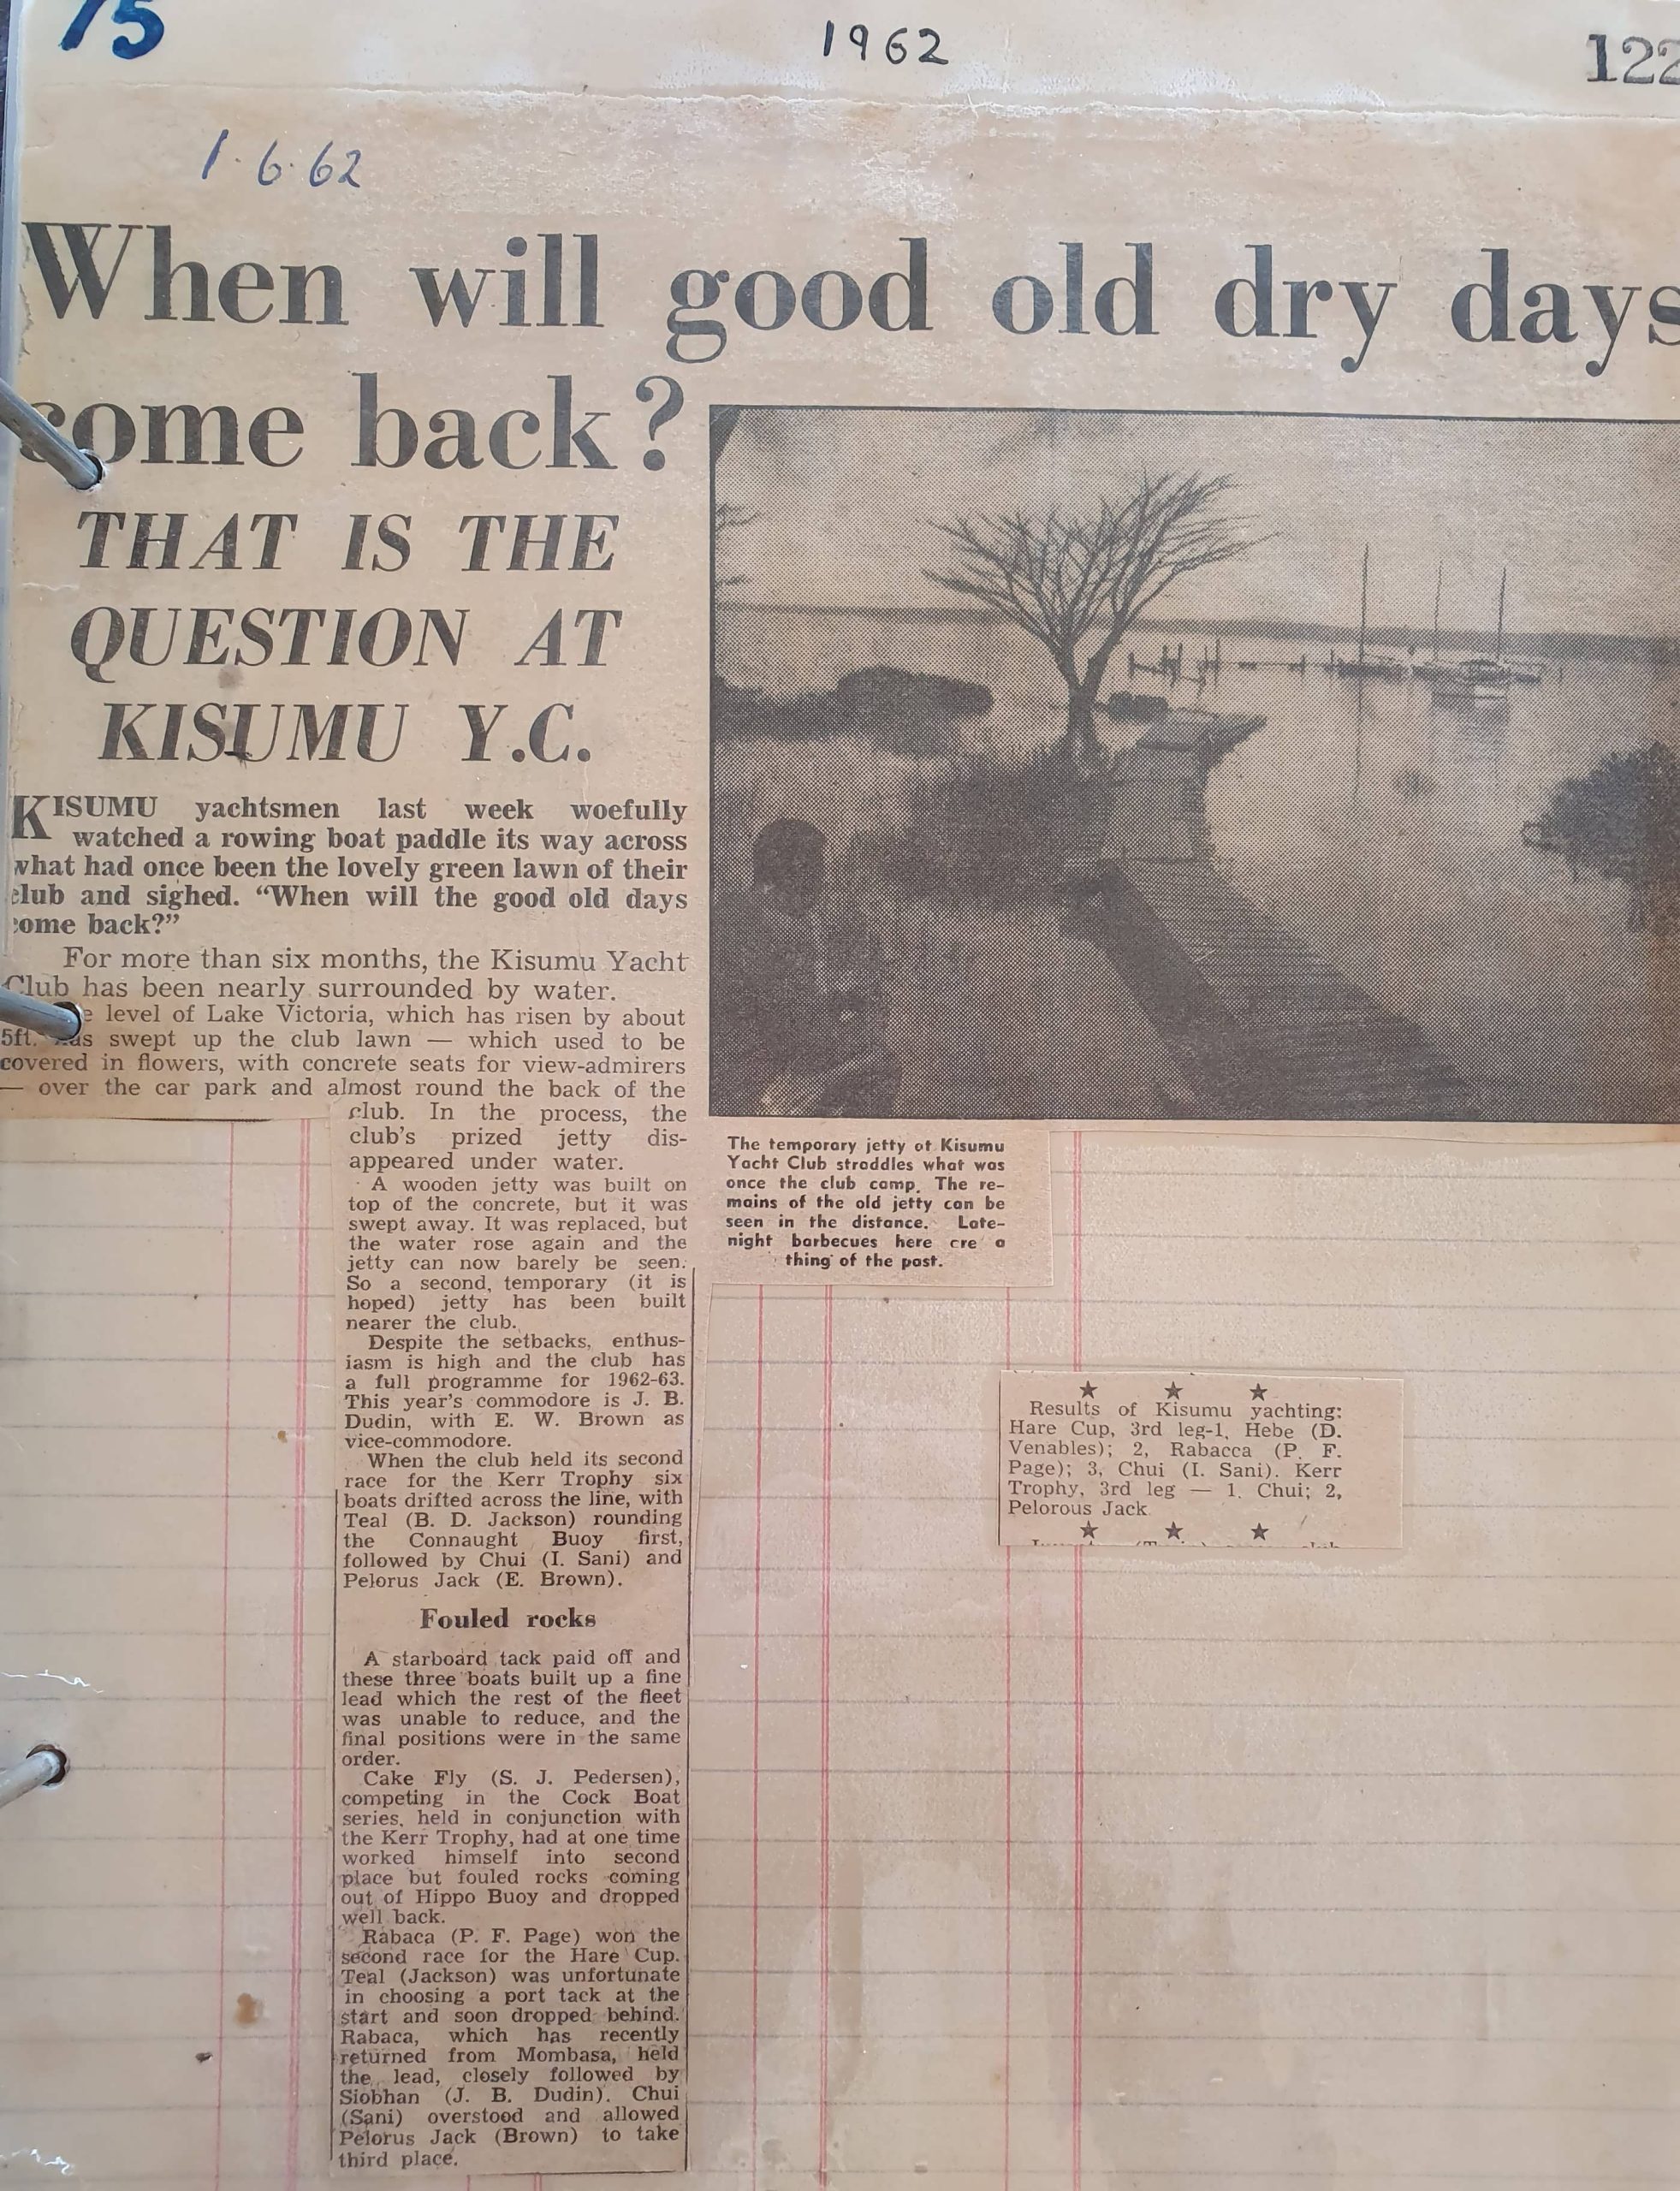 75
1962
122
1.6.62
When will good old dry days
come back?
THAT IS THE
QUESTION AT
KISUMU Y.C.
KISUMU yachtsmen last week woefully
watched a rowing boat paddle its way across
what had once been the lovely green lawn of their
club and sighed. “When will the good old days
come back?”
For more than six months, the Kisumu Yacht
Club has been nearly surrounded by water.
level of Lake Victoria, which has risen by about
5ft. has swept up the club lawn — which used to be
covered in flowers, with concrete seats for view-admirers
— over the car park and almost round the back of the
club. In the process, the
club's prized jetty dis-
appeared under water.
A wooden jetty was built on
top of the concrete, but it was
swept away. It was replaced, but
the water rose again and the
jetty can now barely be seen.
So a second, temporary (it is
hoped) jetty has been built
nearer the club.
Despite the setbacks, enthus-
iasm is high and the club has
a full programme for 1962-63.
This year's commodore is J. B.
Dudin, with E. W. Brown as
vice-commodore.
When the club held its second
race for the Kerr Trophy six
boats drifted across the line, with
Teal (B. D. Jackson) rounding
the Connaught Buoy first,
followed by Chui (I. Sani) and
Pelorus Jack (E. Brown).
Fouled rocks
A starboard tack paid off and
these three boats built up a fine
lead which the rest of the fleet
was unable to reduce, and the
final positions were in the same
order.
Cake Fly (S. J. Pedersen),
competing in the Cock Boat
series, held in conjunction with
the Kerr Trophy, had at one time
worked himself into second
place but fouled rocks coming
out of Hippo Buoy and dropped
well back.
Rabaca (P. F. Page) won the
second race for the Hare Cup.
Teal (Jackson) was unfortunate
in choosing a port tack at the
start and soon dropped behind.
Rabaca, which has recently
returned from Mombasa, held
the lead, closely followed by
Siobhan (J. B. Dudin). Chui
(Sani) overstood and allowed
Pelorus Jack (Brown) to take
third place.
The temporary jetty at Kisumu
Yacht Club straddles what was
once the club camp. The re-
mains of the old jetty can be
seen in the distance. Late-
night barbecues here are a
thing of the past.
★ ★ ★
Results of Kisumu yachting:
Hare Cup, 3rd leg-1, Hebe (D.
Venables); 2, Rabacca (P. F.
Page); 3, Chui (I. Sani). Kerr
Trophy, 3rd leg — 1. Chui; 2,
Pelorous Jack
★ ★ ★